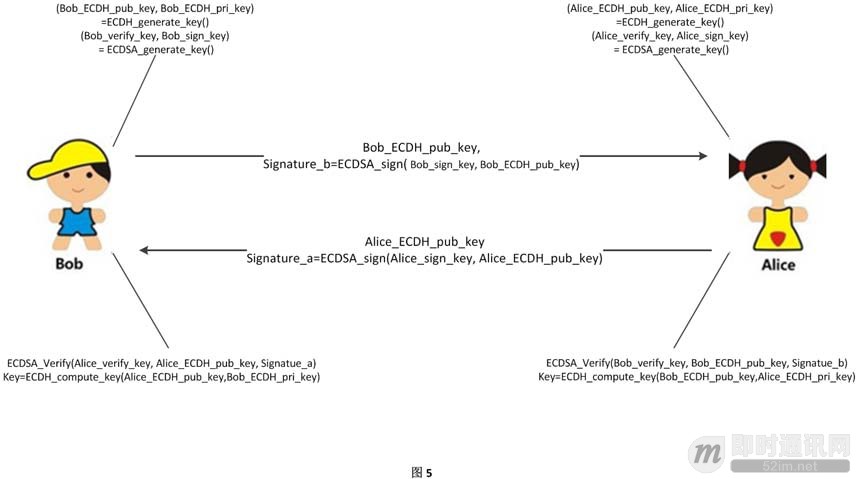 (Bob_ECDH_pub_key, Bob_ECDH_pri_key)
=ECDH_generate_key()
(Bob_verify_key, Bob_sign_key)
= ECDSA_generate_key()
(Alice_ECDH_pub_key, Alice_ECDH_pri_key)
=ECDH_generate_key()
(Alice_verify_key, Alice_sign_key)
= ECDSA_generate_key()
Bob_ECDH_pub_key,
Signature_b=ECDSA_sign( Bob_sign_key, Bob_ECDH_pub_key)
Alice_ECDH_pub_key
Signature_a=ECDSA_sign(Alice_sign_key, Alice_ECDH_pub_key)
Bob
Alice
ECDSA_Verify(Alice_verify_key, Alice_ECDH_pub_key, Signatue_a)
Key=ECDH_compute_key(Alice_ECDH_pub_key,Bob_ECDH_pri_key)
ECDSA_Verify(Bob_verify_key, Bob_ECDH_pub_key, Signatue_b)
Key=ECDH_compute_key(Bob_ECDH_pub_key,Alice_ECDH_pri_key)
图 5
m
即时通讯网
52im.net